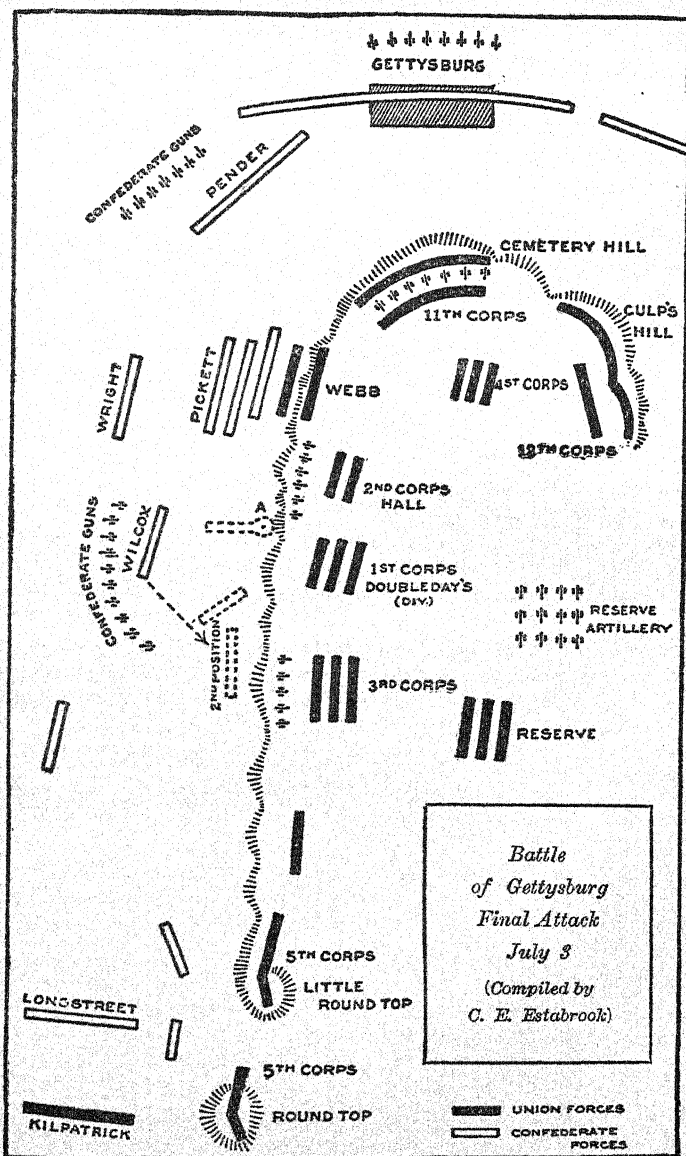 GETTYSBURG
CONFEDERATE GUNS
PENDER
CEMETERY HILL
CULP'S
HILL
11TH CORPS
WRIGHT
PICKETT
WEBB
1ST CORPS
12TH CORPS
2ND CORPS
HALL
A
CONFEDERATE GUNS
WILCOX
1ST CORPS
DOUBLEDAY'S
(DIV.)
RESERVE
ARTILLERY
2ND POSITION
3RD CORPS
RESERVE
Battle
of Gettysburg
Final Attack
July 3
(Compiled by
C. E. Estabrook)
5TH CORPS
LITTLE
ROUND TOP
LONGSTREET
5TH CORPS
ROUND TOP
KILPATRICK
UNION FORCES
CONFEDERATE
FORCES